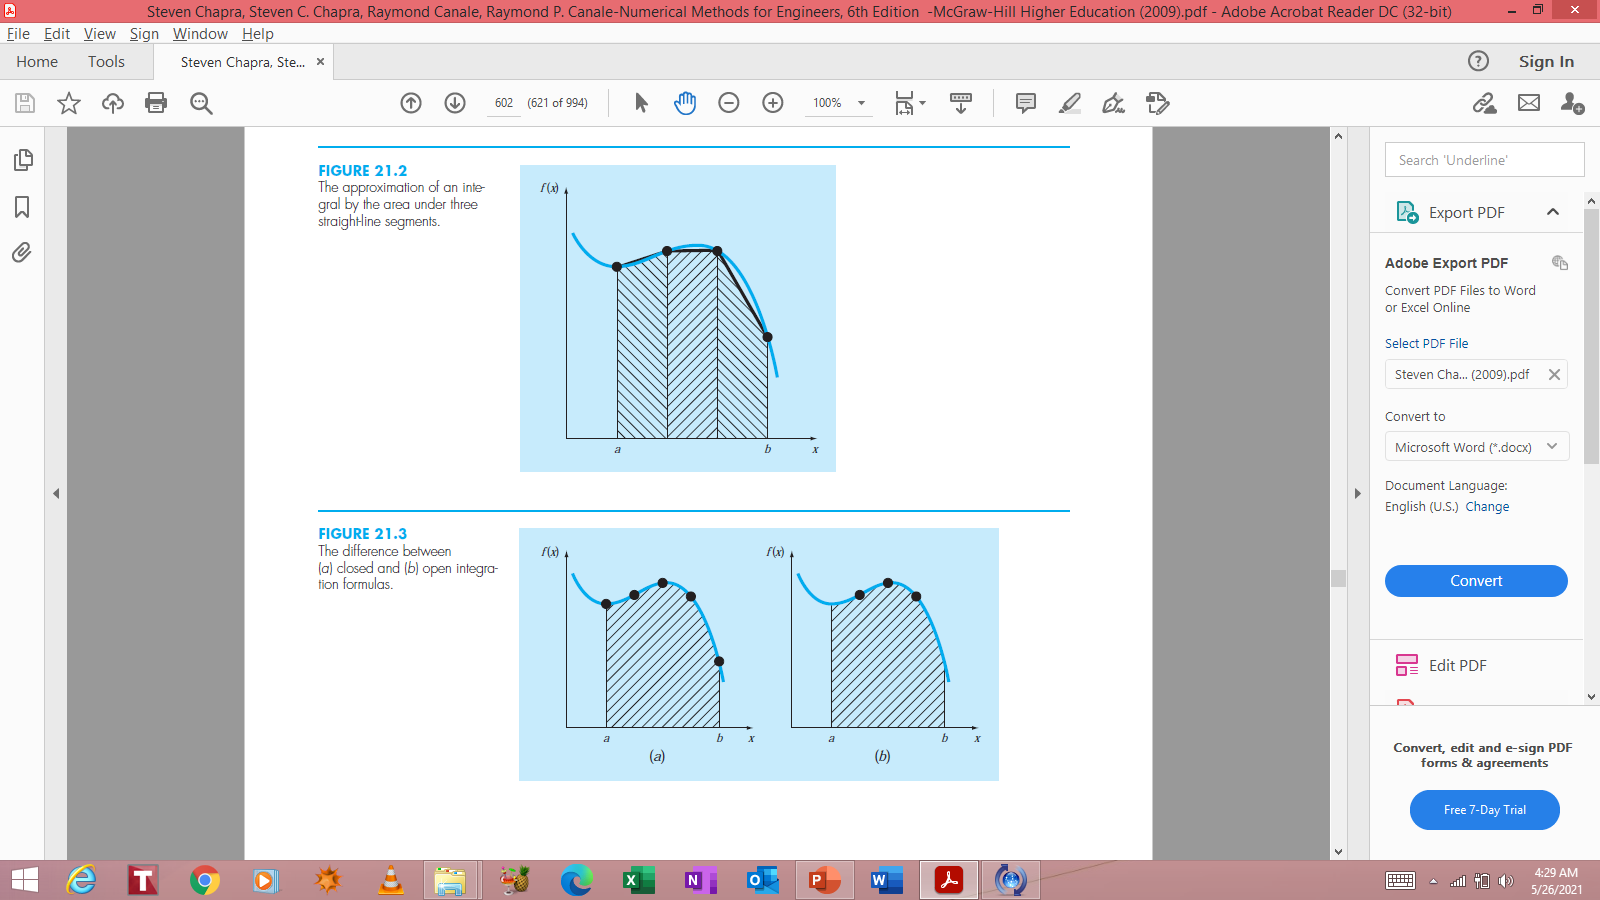 Steven Chapra, Steven C. Chapra, Raymond Canale, Raymond P. Canale-Numerical Methods for Engineers, 6th Edition -McGraw-Hill Higher Education (2009).pdf - Adobe Acrobat Reader DC (32-bit)
File Edit View Sign Window Help
Home Tools Steven Chapra, Ste... × ? Sign In
602 (621 of 994) 100%
FIGURE 21.2
The approximation of an inte-
gral by the area under three
straight-line segments.
f(x)
a b x
FIGURE 21.3
The difference between
(a) closed and (b) open integra-
tion formulas.
f(x) f(x)
a b x a b x
(a) (b)
Search 'Underline'
Export PDF
Adobe Export PDF
Convert PDF Files to Word
or Excel Online
Select PDF File
Steven Cha... (2009).pdf
Convert to
Microsoft Word (*.docx)
Document Language:
English (U.S.) Change
Convert
Edit PDF
Convert, edit and e-sign PDF
forms & agreements
Free 7-Day Trial
4:29 AM
5/26/2021